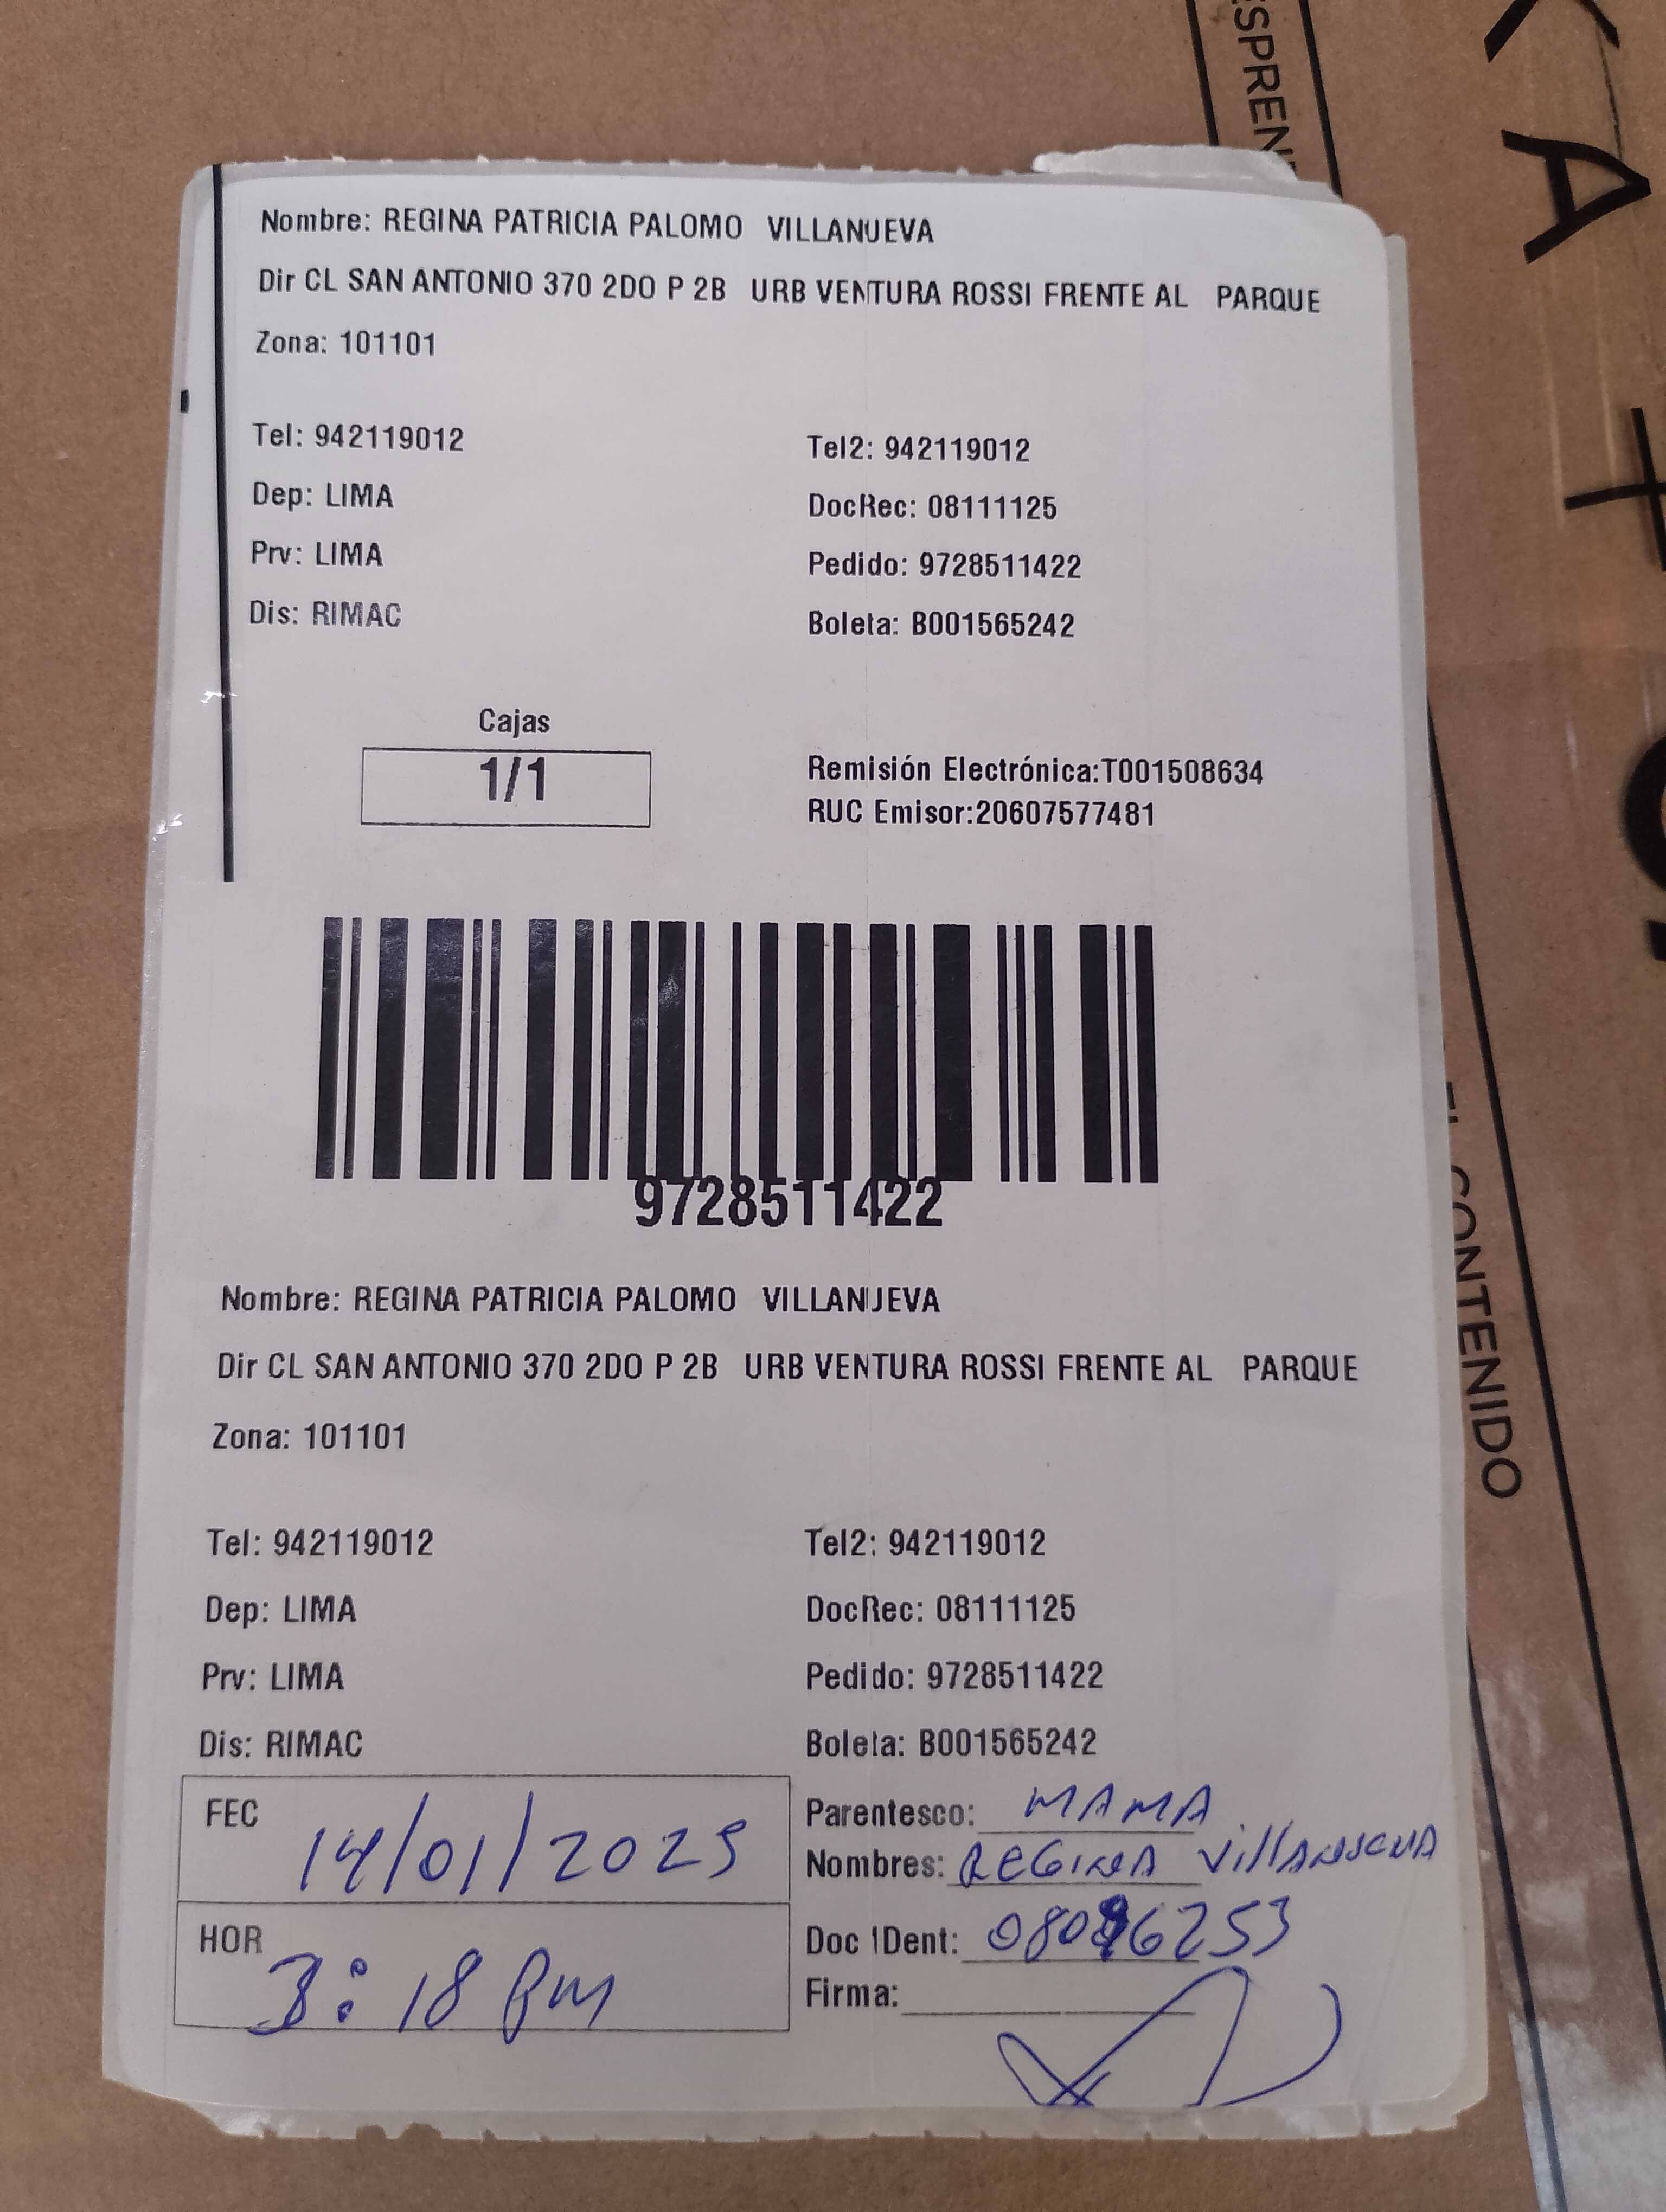 ESPREN
KA
Nombre: REGINA PATRICIA PALOMO VILLANUEVA
Dir CL SAN ANTONIO 370 2DO P 2B URB VENTURA ROSSI FRENTE AL PARQUE
Zona: 101101
Tel: 942119012 Tel2: 942119012
Dep: LIMA DocRec: 08111125
Prv: LIMA Pedido: 9728511422
Dis: RIMAC Boleta: B001565242
Cajas
1/1
Remisión Electrónica:T001508634
RUC Emisor:20607577481
9728511422
EL CONTENIDO
Nombre: REGINA PATRICIA PALOMO VILLANUEVA
Dir CL SAN ANTONIO 370 2DO P 2B URB VENTURA ROSSI FRENTE AL PARQUE
Zona: 101101
Tel: 942119012 Tel2: 942119012
Dep: LIMA DocRec: 08111125
Prv: LIMA Pedido: 9728511422
Dis: RIMAC Boleta: B001565242
FEC 14/01/2025
HOR 3:18 Pm
Parentesco: MAMA
Nombres: REGINA Villanueva
Doc IDent:
Firma: